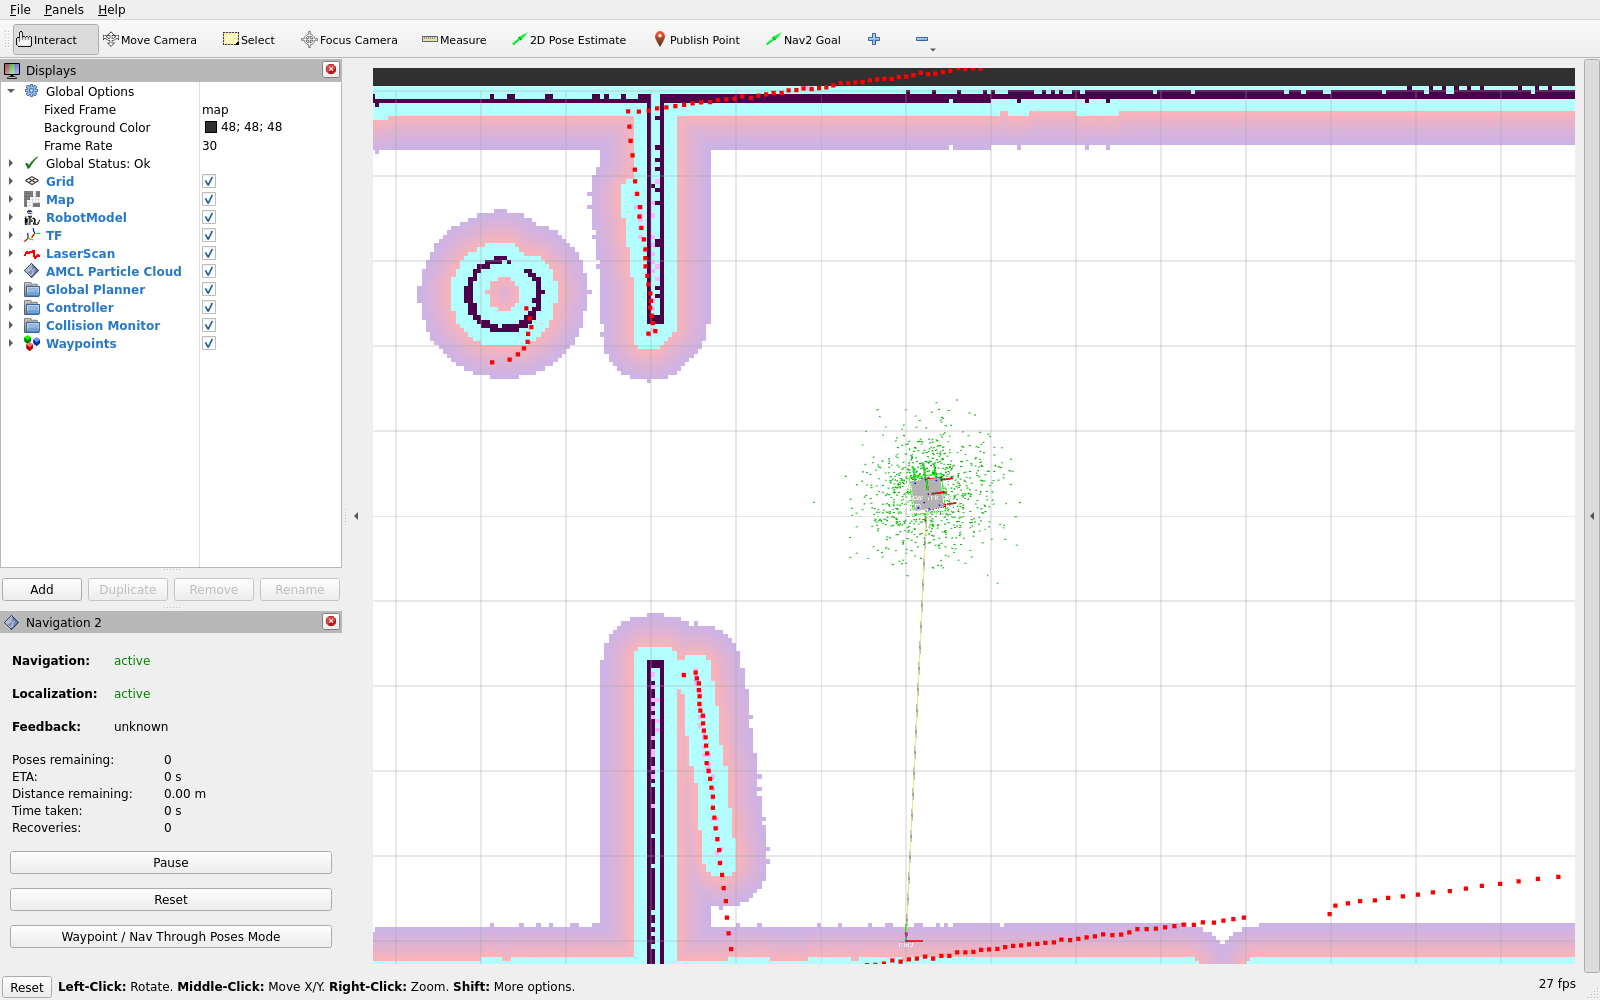 File Panels Help
Interact Move Camera Select Focus Camera Measure 2D Pose Estimate Publish Point Nav2 Goal
Displays
Global Options
Fixed Frame map
Background Color 48; 48; 48
Frame Rate 30
Global Status: Ok
Grid
Map
RobotModel
TF
LaserScan
AMCL Particle Cloud
Global Planner
Controller
Collision Monitor
Waypoints
Add Duplicate Remove Rename
Navigation 2
Navigation: active
Localization: active
Feedback: unknown
Poses remaining: 0
ETA: 0 s
Distance remaining: 0.00 m
Time taken: 0 s
Recoveries: 0
Pause
Reset
Waypoint / Nav Through Poses Mode
map
Reset Left-Click: Rotate. Middle-Click: Move X/Y. Right-Click: Zoom. Shift: More options. 27 fps